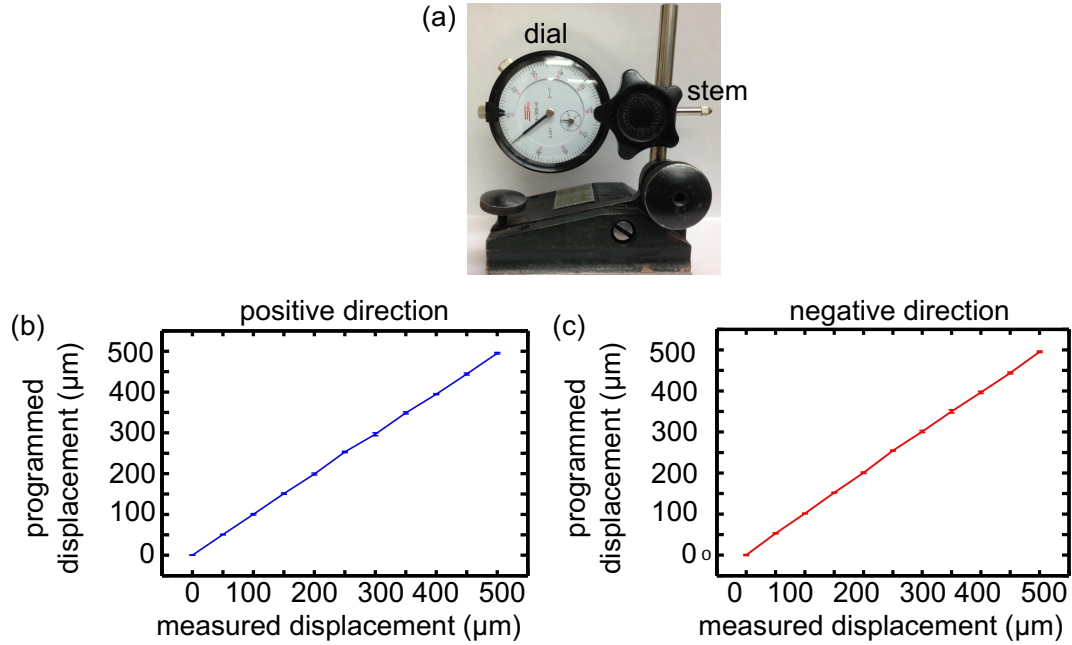 (a)
dial
stem
(b)
positive direction
programmed
displacement (μm)
500
400
300
200
100
0
0 100 200 300 400 500
measured displacement (μm)
(c)
negative direction
programmed
displacement (μm)
500
400
300
200
100
0 o
0 100 200 300 400 500
measured displacement (μm)